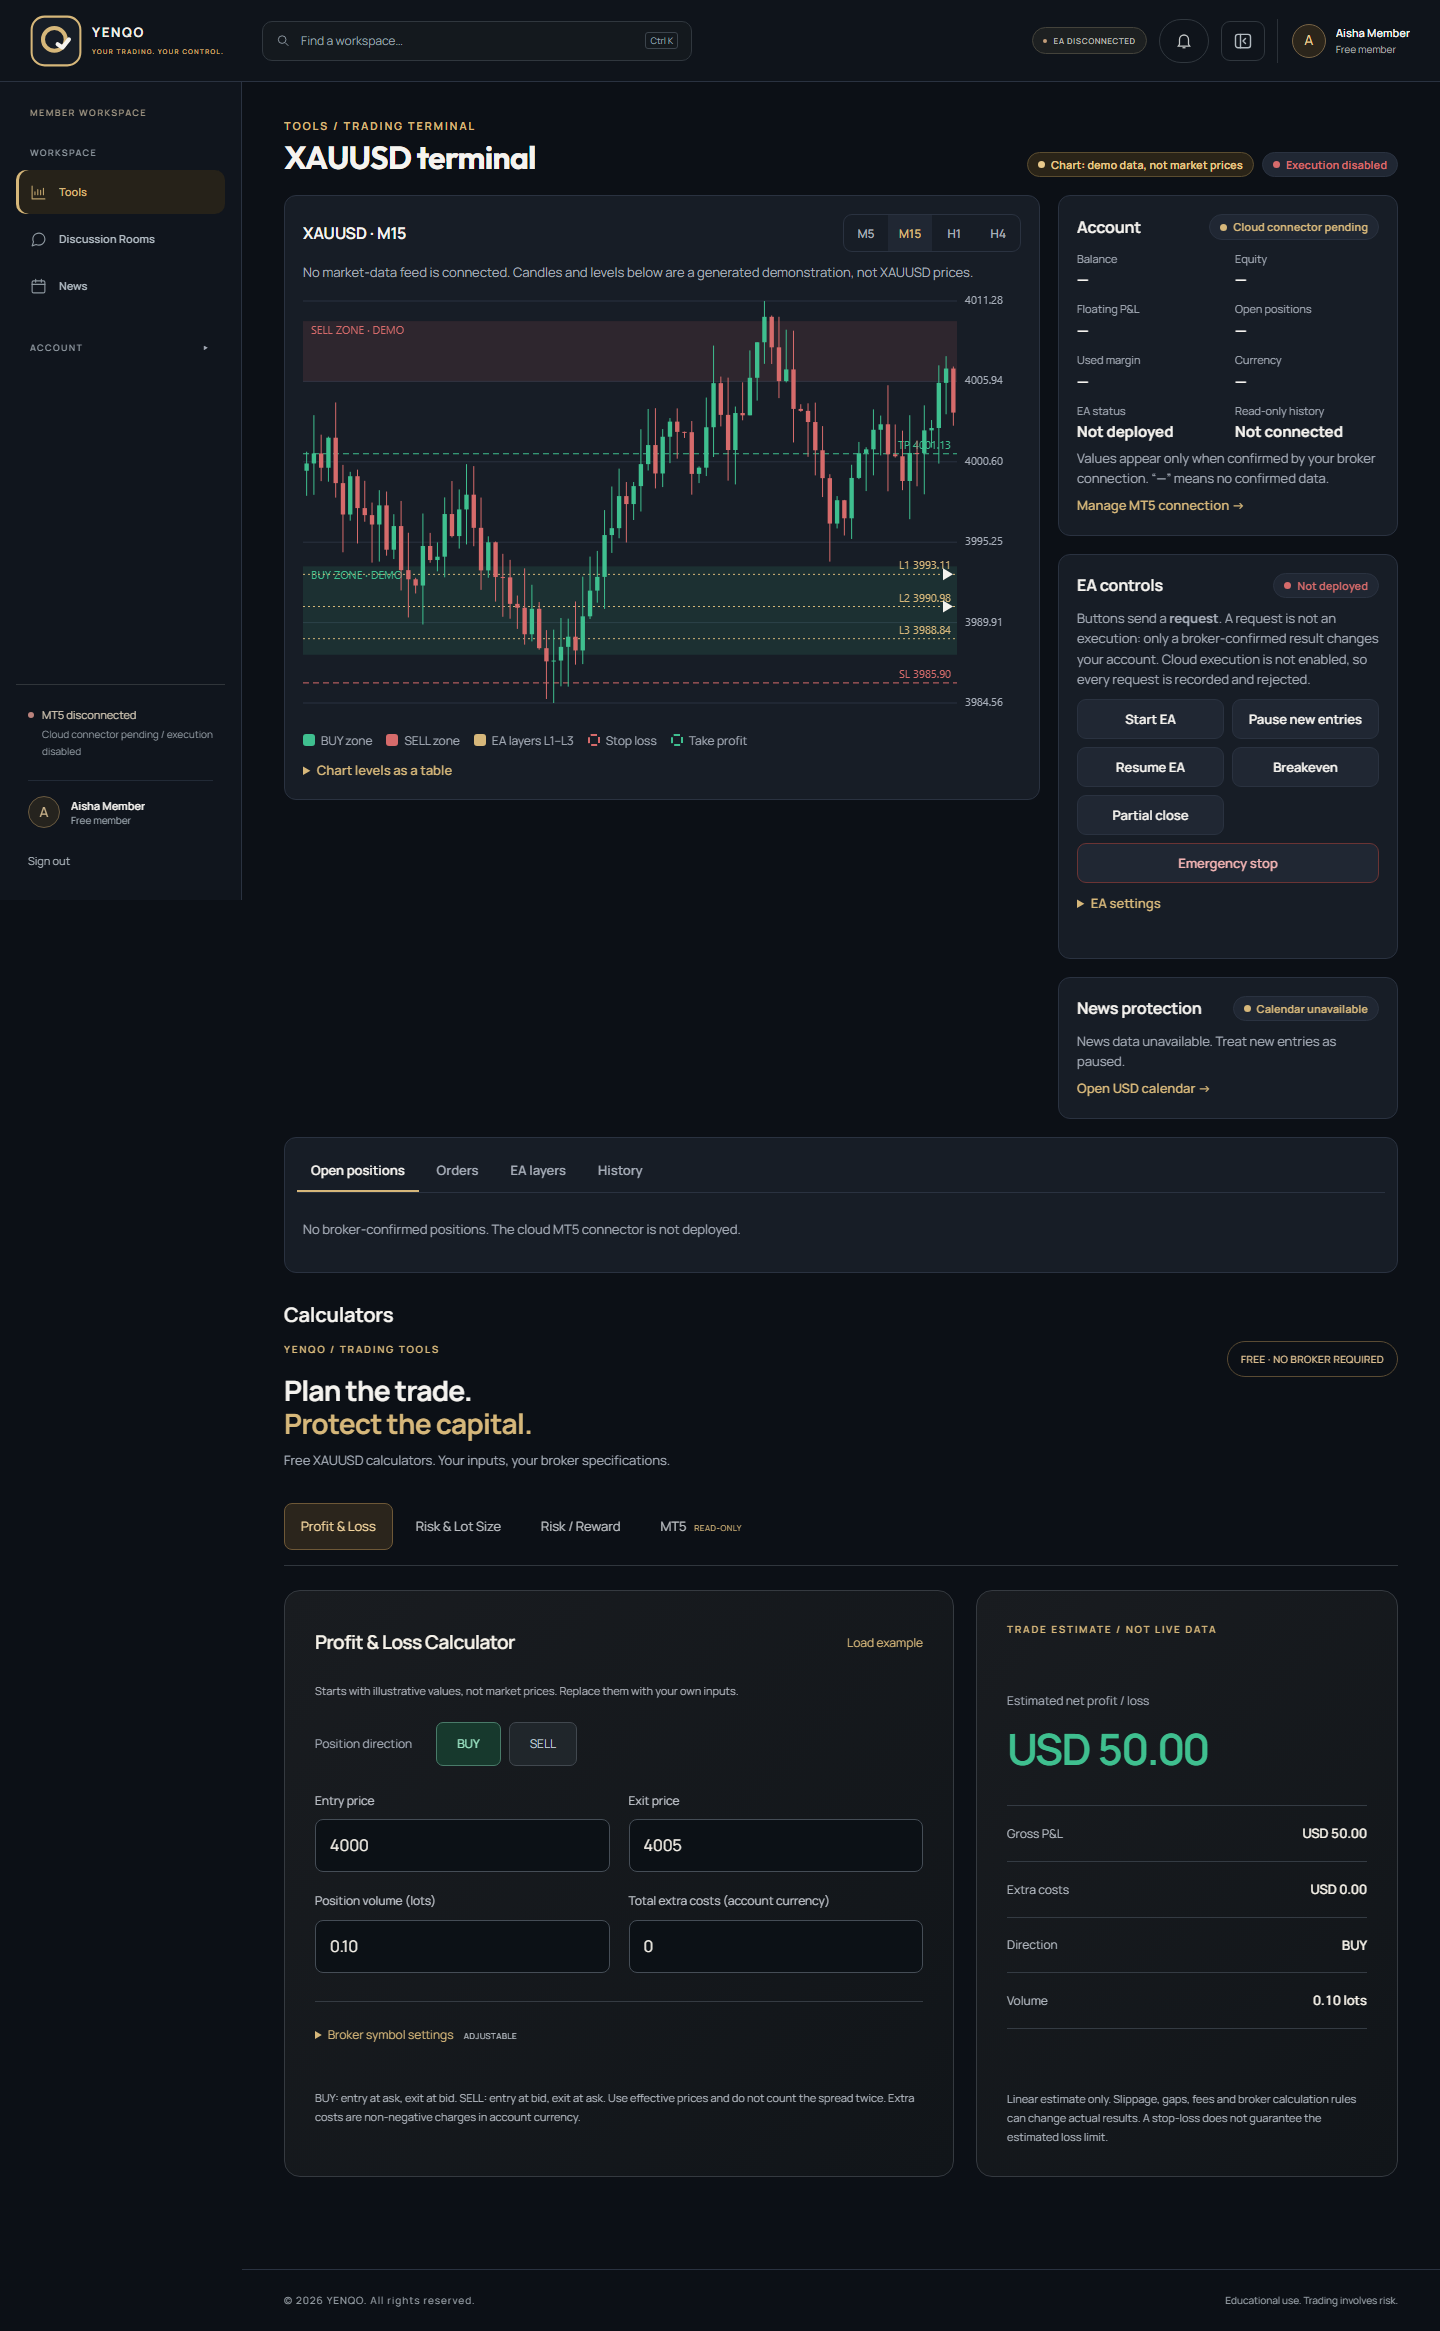 YENQO
YOUR TRADING. YOUR CONTROL.
Find a workspace...
Ctrl K
EA DISCONNECTED
A
Aisha Member
Free member
MEMBER WORKSPACE
WORKSPACE
Tools
Discussion Rooms
News
ACCOUNT
MT5 disconnected
Cloud connector pending / execution
disabled
A
Aisha Member
Free member
Sign out
TOOLS / TRADING TERMINAL
XAUUSD terminal
Chart: demo data, not market prices
Execution disabled
XAUUSD · M15
M5
M15
H1
H4
No market-data feed is connected. Candles and levels below are a generated demonstration, not XAUUSD prices.
4011.28
SELL ZONE · DEMO
4005.94
TP 4001.13
4000.60
3995.25
L1 3993.11
BUY ZONE · DEMO
L2 3990.98
3989.91
L3 3988.84
SL 3985.90
3984.56
BUY zone
SELL zone
EA layers L1–L3
Stop loss
Take profit
Chart levels as a table
Account
Cloud connector pending
Balance
Equity
—
—
Floating P&L
Open positions
—
—
Used margin
Currency
—
—
EA status
Read-only history
Not deployed
Not connected
Values appear only when confirmed by your broker
connection. “—” means no confirmed data.
Manage MT5 connection →
EA controls
Not deployed
Buttons send a request. A request is not an
execution: only a broker-confirmed result changes
your account. Cloud execution is not enabled, so
every request is recorded and rejected.
Start EA
Pause new entries
Resume EA
Breakeven
Partial close
Emergency stop
EA settings
News protection
Calendar unavailable
News data unavailable. Treat new entries as
paused.
Open USD calendar →
Open positions
Orders
EA layers
History
No broker-confirmed positions. The cloud MT5 connector is not deployed.
Calculators
YENQO / TRADING TOOLS
FREE · NO BROKER REQUIRED
Plan the trade.
Protect the capital.
Free XAUUSD calculators. Your inputs, your broker specifications.
Profit & Loss
Risk & Lot Size
Risk / Reward
MT5 READ-ONLY
Profit & Loss Calculator
Load example
Starts with illustrative values, not market prices. Replace them with your own inputs.
Position direction
BUY
SELL
Entry price
Exit price
4000
4005
Position volume (lots)
Total extra costs (account currency)
0.10
0
Broker symbol settings ADJUSTABLE
BUY: entry at ask, exit at bid. SELL: entry at bid, exit at ask. Use effective prices and do not count the spread twice. Extra
costs are non-negative charges in account currency.
TRADE ESTIMATE / NOT LIVE DATA
Estimated net profit / loss
USD 50.00
Gross P&L
USD 50.00
Extra costs
USD 0.00
Direction
BUY
Volume
0.10 lots
Linear estimate only. Slippage, gaps, fees and broker calculation rules
can change actual results. A stop-loss does not guarantee the
estimated loss limit.
© 2026 YENQO. All rights reserved.
Educational use. Trading involves risk.